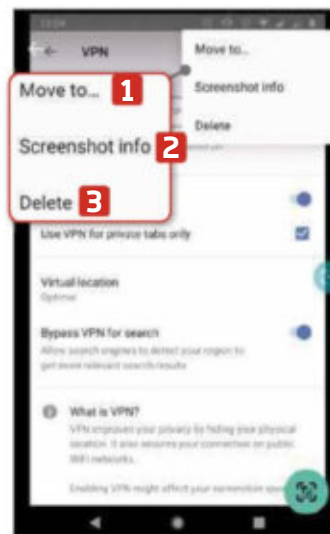 13:04
VPN
Move to...
Screenshot info
Delete
Move to... 1
Screenshot info 2
Delete 3
Use VPN for private tabs only
Virtual location
Optimal
Bypass VPN for search
Allow search engines to detect your region to
get more relevant search results
What is VPN?
VPN improves your privacy by hiding your physical
location. It also secures your connection on public
WiFi networks.
Enabling VPN might affect your connection speed